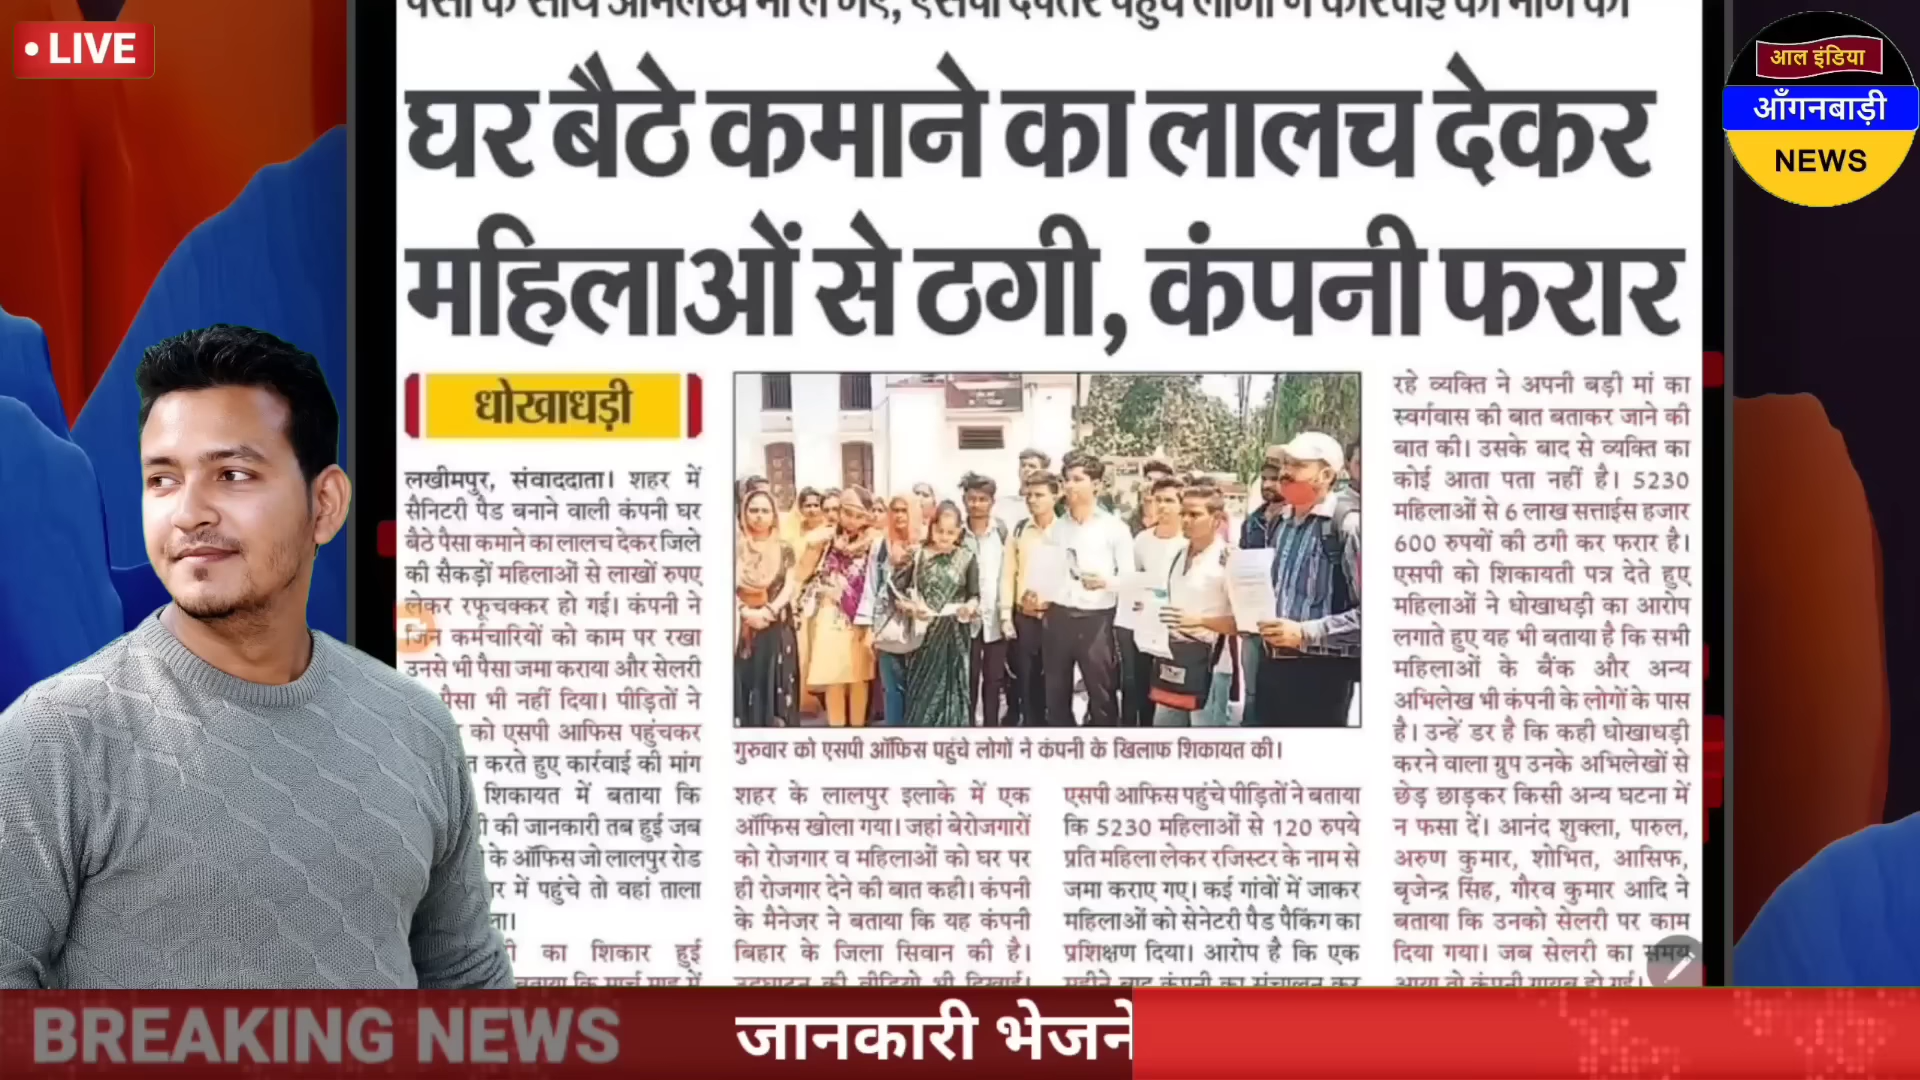 • LIVE
आल इंडिया
आँगनबाड़ी
NEWS
घर बैठे कमाने का लालच देकर
महिलाओं से ठगी, कंपनी फरार
धोखाधड़ी
लखीमपुर, संवाददाता। शहर में
सैनिटरी पैड बनाने वाली कंपनी घर
बैठे पैसा कमाने का लालच देकर जिले
की सैकड़ों महिलाओं से लाखों रुपए
लेकर रफूचक्कर हो गई। कंपनी ने
जिन कर्मचारियों को काम पर रखा
उनसे भी पैसा जमा कराया और सेलरी
पैसा भी नहीं दिया। पीड़ितों ने
को एसपी आफिस पहुंचकर
करते हुए कार्रवाई की मांग
शिकायत में बताया कि
की जानकारी तब हुई जब
के ऑफिस जो लालपुर रोड
में पहुंचे तो वहां ताला
का शिकार हुई
गुरुवार को एसपी ऑफिस पहुंचे लोगों ने कंपनी के खिलाफ शिकायत की।
शहर के लालपुर इलाके में एक
ऑफिस खोला गया। जहां बेरोजगारों
को रोजगार व महिलाओं को घर पर
ही रोजगार देने की बात कही। कंपनी
के मैनेजर ने बताया कि यह कंपनी
बिहार के जिला सिवान की है।
एसपी आफिस पहुंचे पीड़ितों ने बताया
कि 5230 महिलाओं से 120 रुपये
प्रति महिला लेकर रजिस्टर के नाम से
जमा कराए गए। कई गांवों में जाकर
महिलाओं को सेनेटरी पैड पैकिंग का
प्रशिक्षण दिया। आरोप है कि एक
रहे व्यक्ति ने अपनी बड़ी मां का
स्वर्गवास की बात बताकर जाने की
बात की। उसके बाद से व्यक्ति का
कोई आता पता नहीं है। 5230
महिलाओं से 6 लाख सत्ताईस हजार
600 रुपयों की ठगी कर फरार है।
एसपी को शिकायती पत्र देते हुए
महिलाओं ने धोखाधड़ी का आरोप
लगाते हुए यह भी बताया है कि सभी
महिलाओं के बैंक और अन्य
अभिलेख भी कंपनी के लोगों के पास
है। उन्हें डर है कि कही धोखाधड़ी
करने वाला ग्रुप उनके अभिलेखों से
छेड़ छाड़कर किसी अन्य घटना में
न फसा दें। आनंद शुक्ला, पारुल,
अरुण कुमार, शोभित, आसिफ,
बृजेन्द्र सिंह, गौरव कुमार आदि ने
बताया कि उनको सेलरी पर काम
दिया गया। जब सेलरी का समय
BREAKING NEWS
जानकारी भेजने